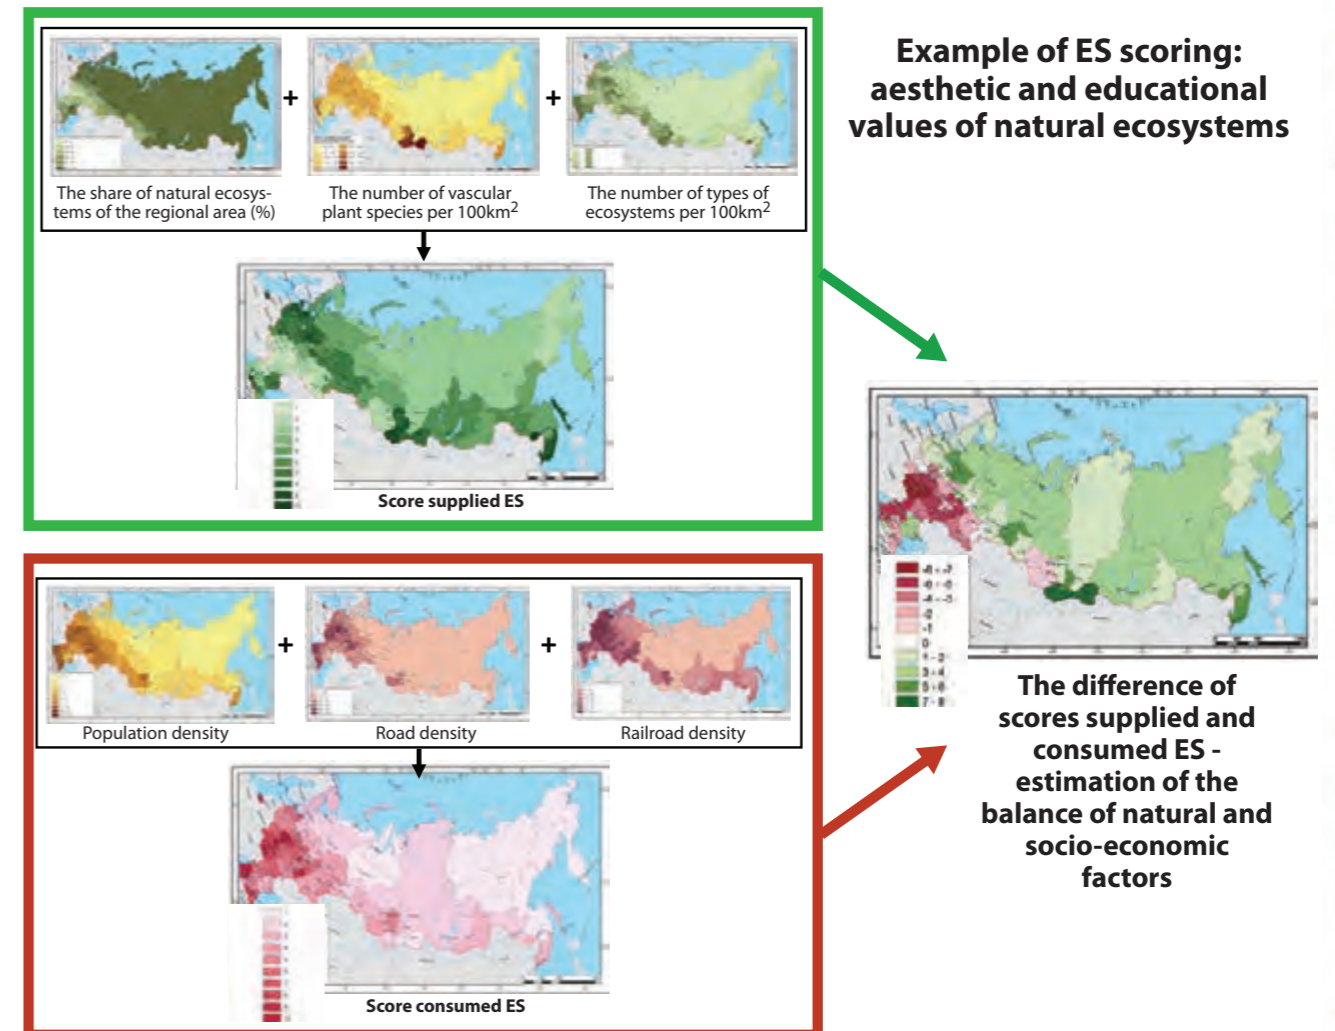 Example of ES scoring:
aesthetic and educational
values of natural ecosystems
+
+
The share of natural ecosys-
tems of the regional area (%)
The number of vascular
plant species per 100km2
The number of types of
ecosystems per 100km2
Score supplied ES
+
+
Population density
Road density
Railroad density
Score consumed ES
-2
-1
0
The difference of
scores supplied and
consumed ES -
estimation of the
balance of natural and
socio-economic
factors